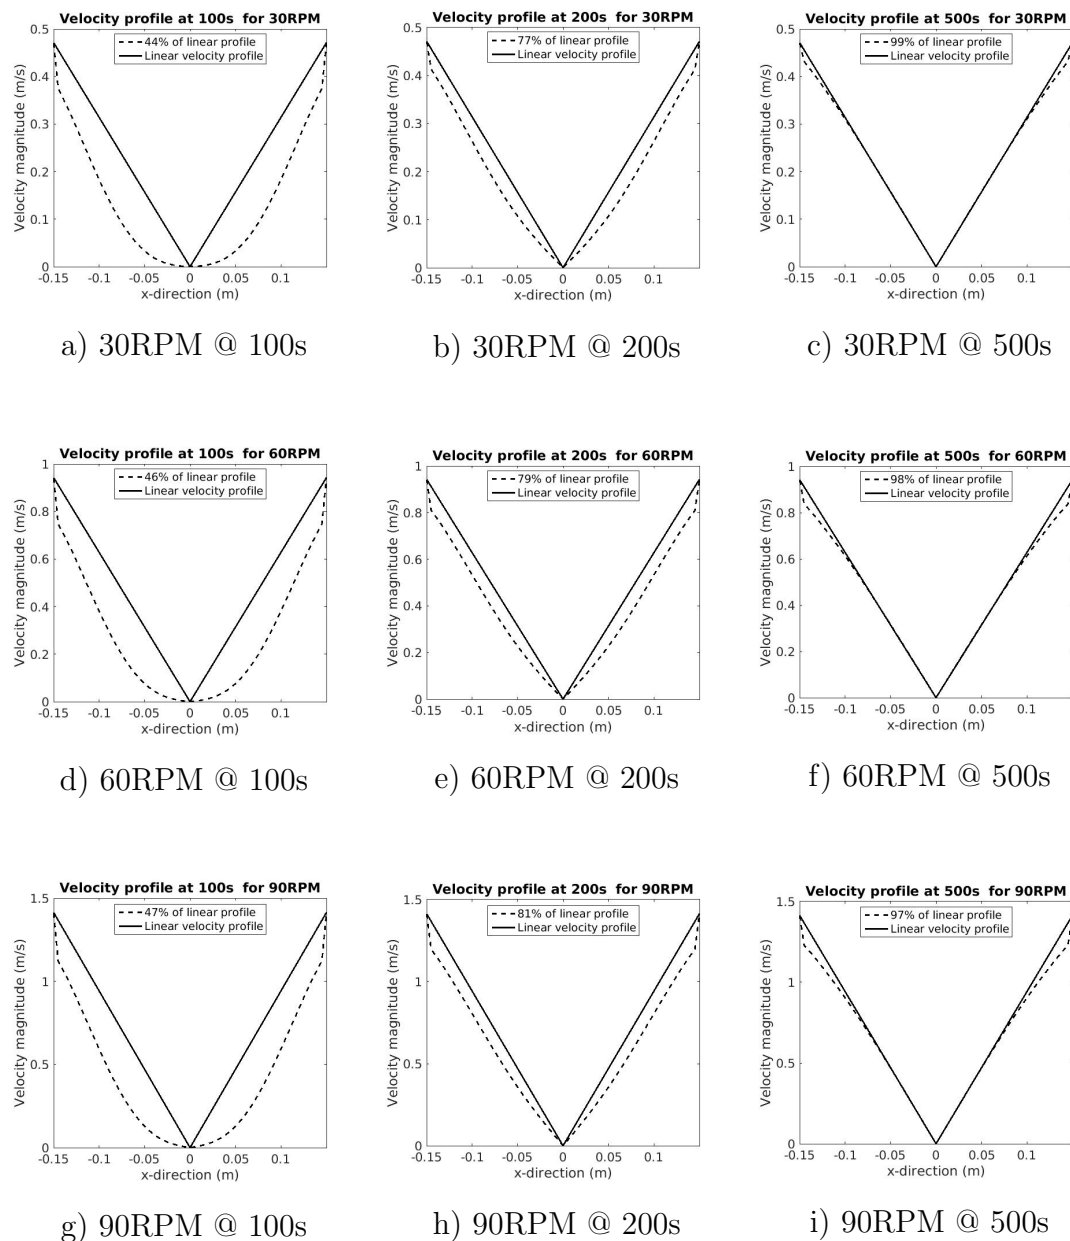 Velocity profile at 100s for 30RPM
44% of linear profile
Linear velocity profile
Velocity magnitude (m/s)
0.5
0.4
0.3
0.2
0.1
0
-0.15 -0.1 -0.05 0 0.05 0.1
x-direction (m)
a) 30RPM @ 100s
Velocity profile at 200s for 30RPM
77% of linear profile
Linear velocity profile
Velocity magnitude (m/s)
0.5
0.4
0.3
0.2
0.1
0
-0.15 -0.1 -0.05 0 0.05 0.1
x-direction (m)
b) 30RPM @ 200s
Velocity profile at 500s for 30RPM
99% of linear profile
Linear velocity profile
Velocity magnitude (m/s)
0.5
0.4
0.3
0.2
0.1
0
-0.15 -0.1 -0.05 0 0.05 0.1
x-direction (m)
c) 30RPM @ 500s
Velocity profile at 100s for 60RPM
46% of linear profile
Linear velocity profile
Velocity magnitude (m/s)
1
0.8
0.6
0.4
0.2
0
-0.15 -0.1 -0.05 0 0.05 0.1
x-direction (m)
d) 60RPM @ 100s
Velocity profile at 200s for 60RPM
79% of linear profile
Linear velocity profile
Velocity magnitude (m/s)
1
0.8
0.6
0.4
0.2
0
-0.15 -0.1 -0.05 0 0.05 0.1
x-direction (m)
e) 60RPM @ 200s
Velocity profile at 500s for 60RPM
98% of linear profile
Linear velocity profile
Velocity magnitude (m/s)
1
0.8
0.6
0.4
0.2
0
-0.15 -0.1 -0.05 0 0.05 0.1
x-direction (m)
f) 60RPM @ 500s
Velocity profile at 100s for 90RPM
47% of linear profile
Linear velocity profile
Velocity magnitude (m/s)
1.5
1
0.5
0
-0.15 -0.1 -0.05 0 0.05 0.1
x-direction (m)
g) 90RPM @ 100s
Velocity profile at 200s for 90RPM
81% of linear profile
Linear velocity profile
Velocity magnitude (m/s)
1.5
1
0.5
0
-0.15 -0.1 -0.05 0 0.05 0.1
x-direction (m)
h) 90RPM @ 200s
Velocity profile at 500s for 90RPM
97% of linear profile
Linear velocity profile
Velocity magnitude (m/s)
1.5
1
0.5
0
-0.15 -0.1 -0.05 0 0.05 0.1
x-direction (m)
i) 90RPM @ 500s